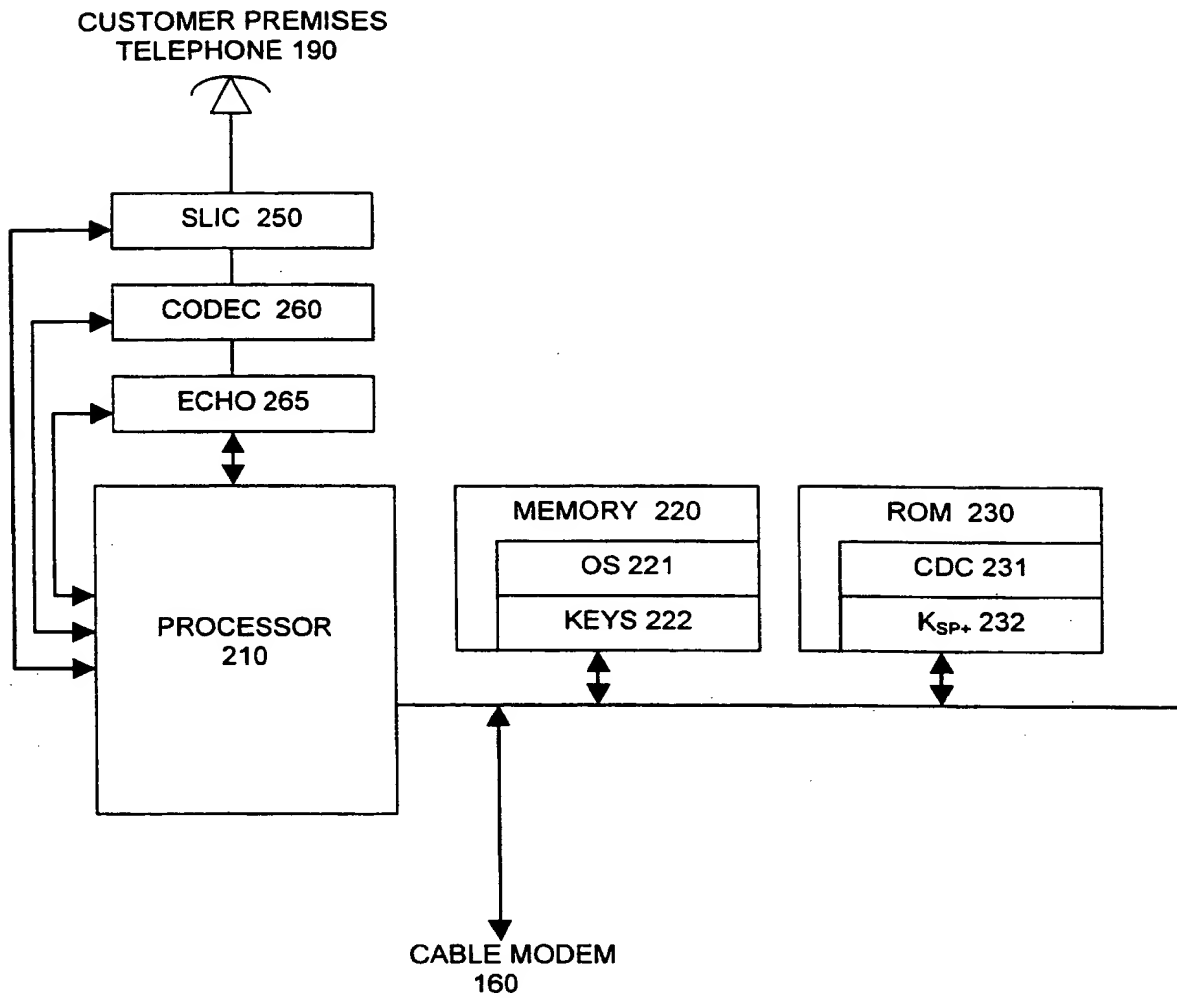 CUSTOMER PREMISES
TELEPHONE 190
SLIC 250
CODEC 260
ECHO 265
PROCESSOR
210
MEMORY 220
OS 221
KEYS 222
ROM 230
CDC 231
KSP+ 232
CABLE MODEM
160